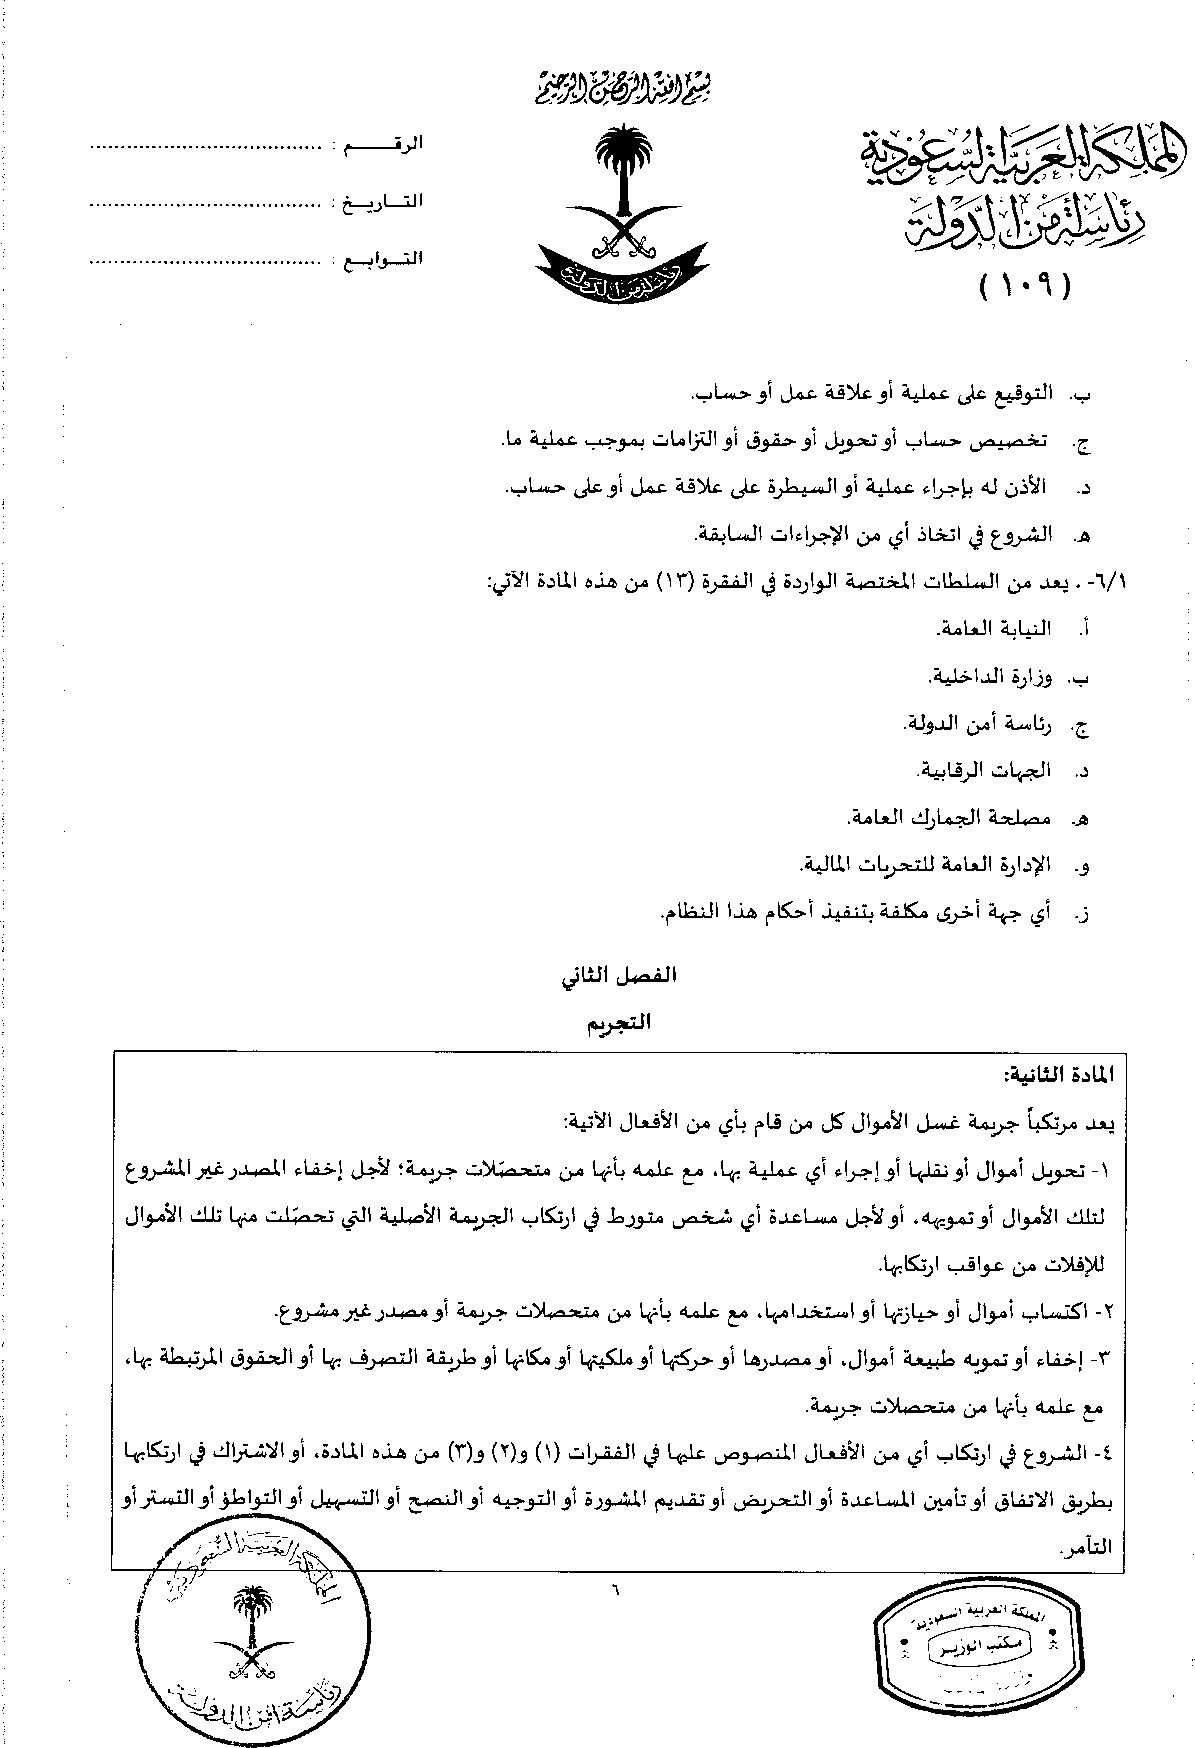 بسم الله الرحمن الرحيم
المملكة العربية السعودية
رئاسة أمن الدولة
(١٠٩)
الرقـــم : ..................................
التـاريـخ : ..................................
التـوابـع : ..................................
رئاسة أمن الدولة
ب. التوقيع على عملية أو علاقة عمل أو حساب.
ج. تخصيص حساب أو تحويل أو حقوق أو التزامات بموجب عملية ما.
د. الأذن له بإجراء عملية أو السيطرة على علاقة عمل أو على حساب.
هـ. الشروع في اتخاذ أي من الإجراءات السابقة.
٦/١- . يعد من السلطات المختصة الواردة في الفقرة (١٣) من هذه المادة الآتي:
أ. النيابة العامة.
ب. وزارة الداخلية.
ج. رئاسة أمن الدولة.
د. الجهات الرقابية.
هـ. مصلحة الجمارك العامة.
و. الإدارة العامة للتحريات المالية.
ز. أي جهة أخرى مكلفة بتنفيذ أحكام هذا النظام.
الفصل الثاني
التجريم
المادة الثانية:
يعد مرتكباً جريمة غسل الأموال كل من قام بأي من الأفعال الآتية:
١- تحويل أموال أو نقلها أو إجراء أي عملية بها، مع علمه بأنها من متحصّلات جريمة؛ لأجل إخفاء المصدر غير المشروع
لتلك الأموال أو تمويهه، أو لأجل مساعدة أي شخص متورط في ارتكاب الجريمة الأصلية التي تحصّلت منها تلك الأموال
للإفلات من عواقب ارتكابها.
٢- اكتساب أموال أو حيازتها أو استخدامها، مع علمه بأنها من متحصلات جريمة أو مصدر غير مشروع.
٣- إخفاء أو تمويه طبيعة أموال، أو مصدرها أو حركتها أو ملكيتها أو مكانها أو طريقة التصرف بها أو الحقوق المرتبطة بها،
مع علمه بأنها من متحصلات جريمة.
٤- الشروع في ارتكاب أي من الأفعال المنصوص عليها في الفقرات (١) و(٢) و(٣) من هذه المادة، أو الاشتراك في ارتكابها
بطريق الاتفاق أو تأمين المساعدة أو التحريض أو تقديم المشورة أو التوجيه أو النصح أو التسهيل أو التواطؤ أو التستر أو
التآمر.
٦
المملكة العربية السعودية
رئاسة أمن الدولة
المملكة العربية السعودية
مكتب الوزير